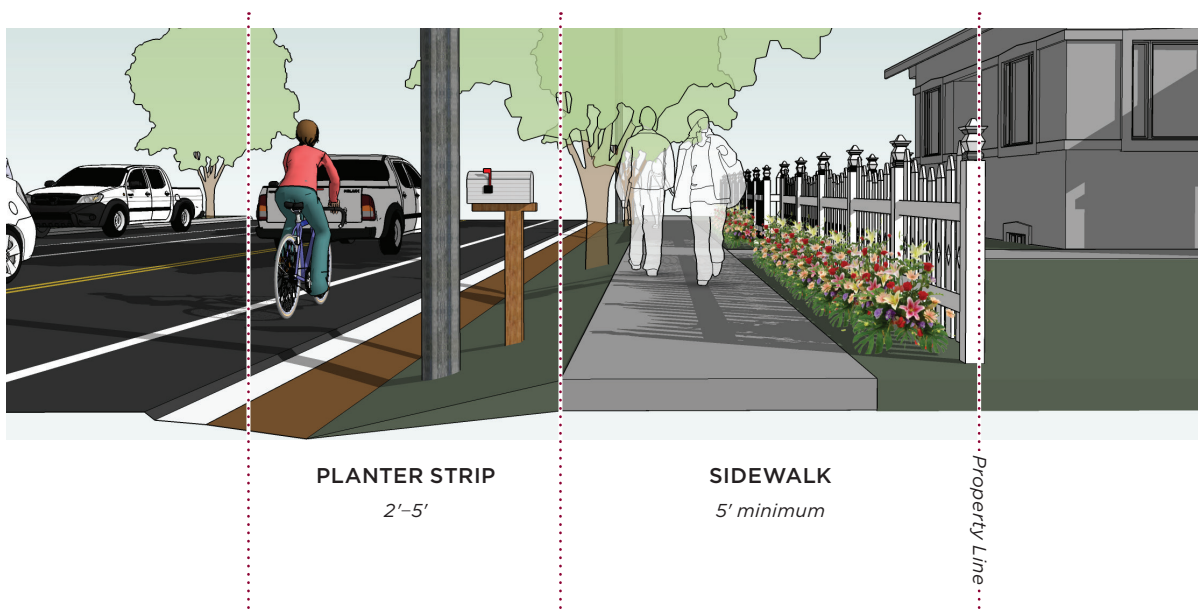 PLANTER STRIP
2'–5'
SIDEWALK
5' minimum
Property Line